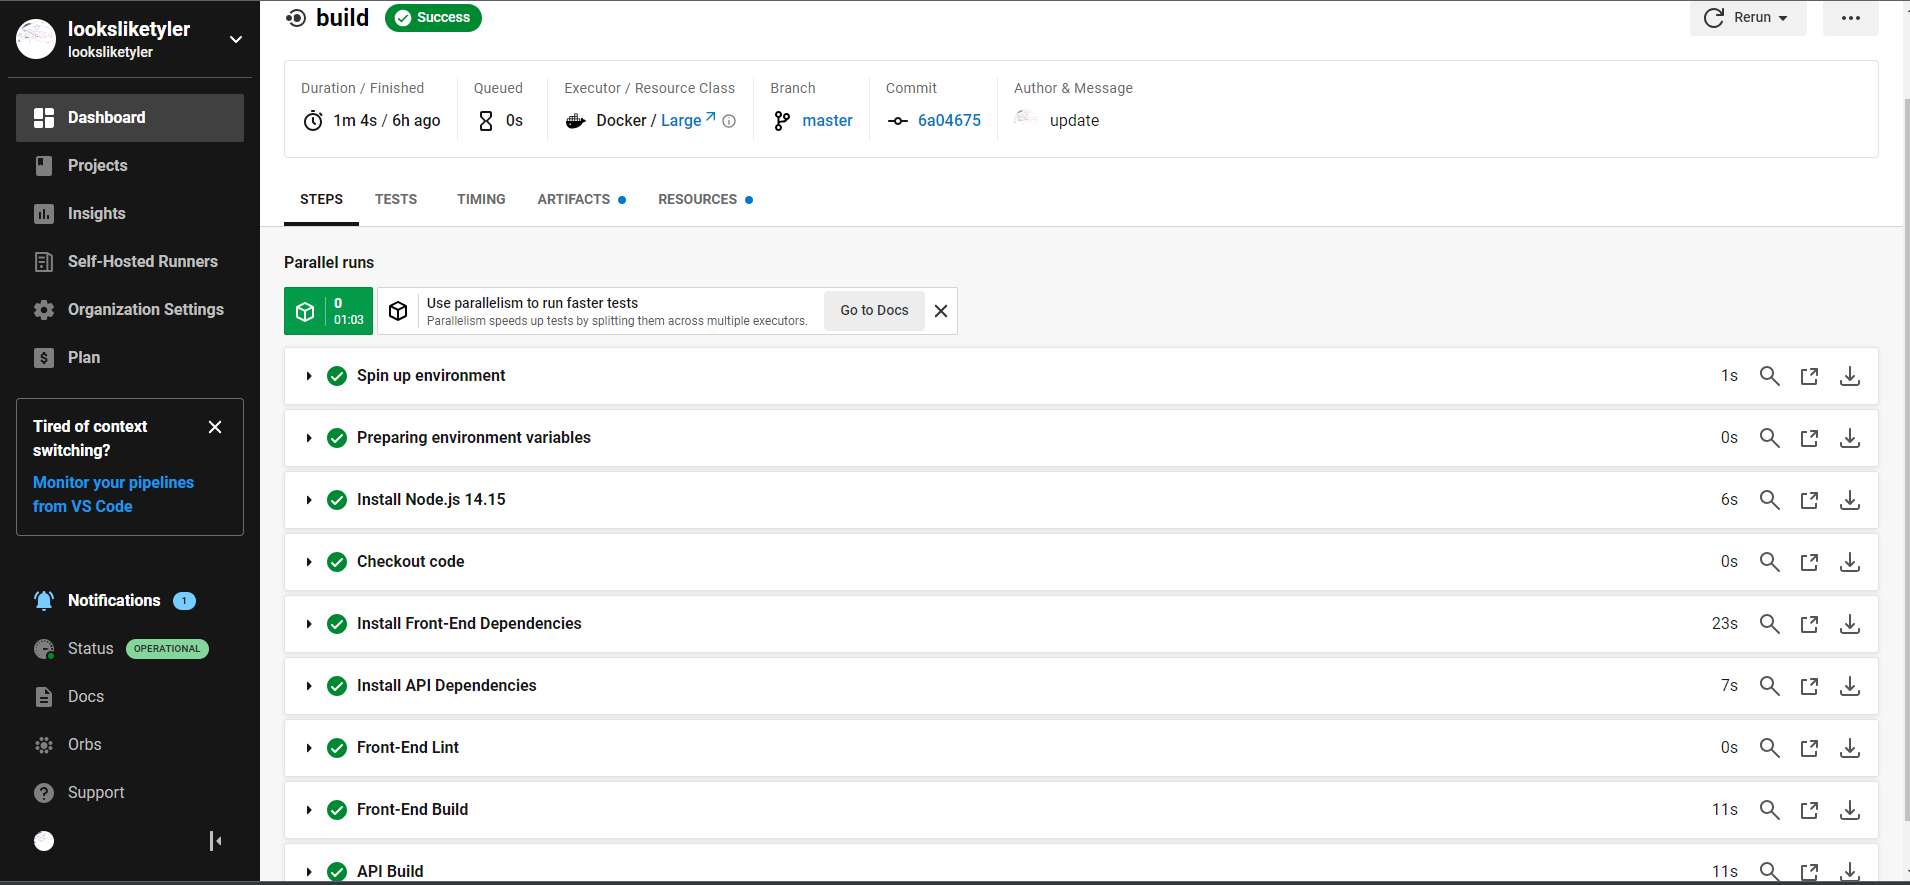 lookslіketyler
looksliketyler
Dashboard
Projects
Insights
Self-Hosted Runners
Organization Settings
Plan
Tired of context
switching?
Monitor your pipelines
from VS Code
Notifications 1
Status OPERATIONAL
Docs
Orbs
Support
build Success
Rerun
Duration / Finished
1m 4s / 6h ago
Queued
0s
Executor / Resource Class
Docker / Large
Branch
master
Commit
6a04675
Author & Message
update
STEPS TESTS TIMING ARTIFACTS RESOURCES
Parallel runs
0
01:03
Use parallelism to run faster tests
Parallelism speeds up tests by splitting them across multiple executors.
Go to Docs
Spin up environment 1s
Preparing environment variables 0s
Install Node.js 14.15 6s
Checkout code 0s
Install Front-End Dependencies 23s
Install API Dependencies 7s
Front-End Lint 0s
Front-End Build 11s
API Build 11s